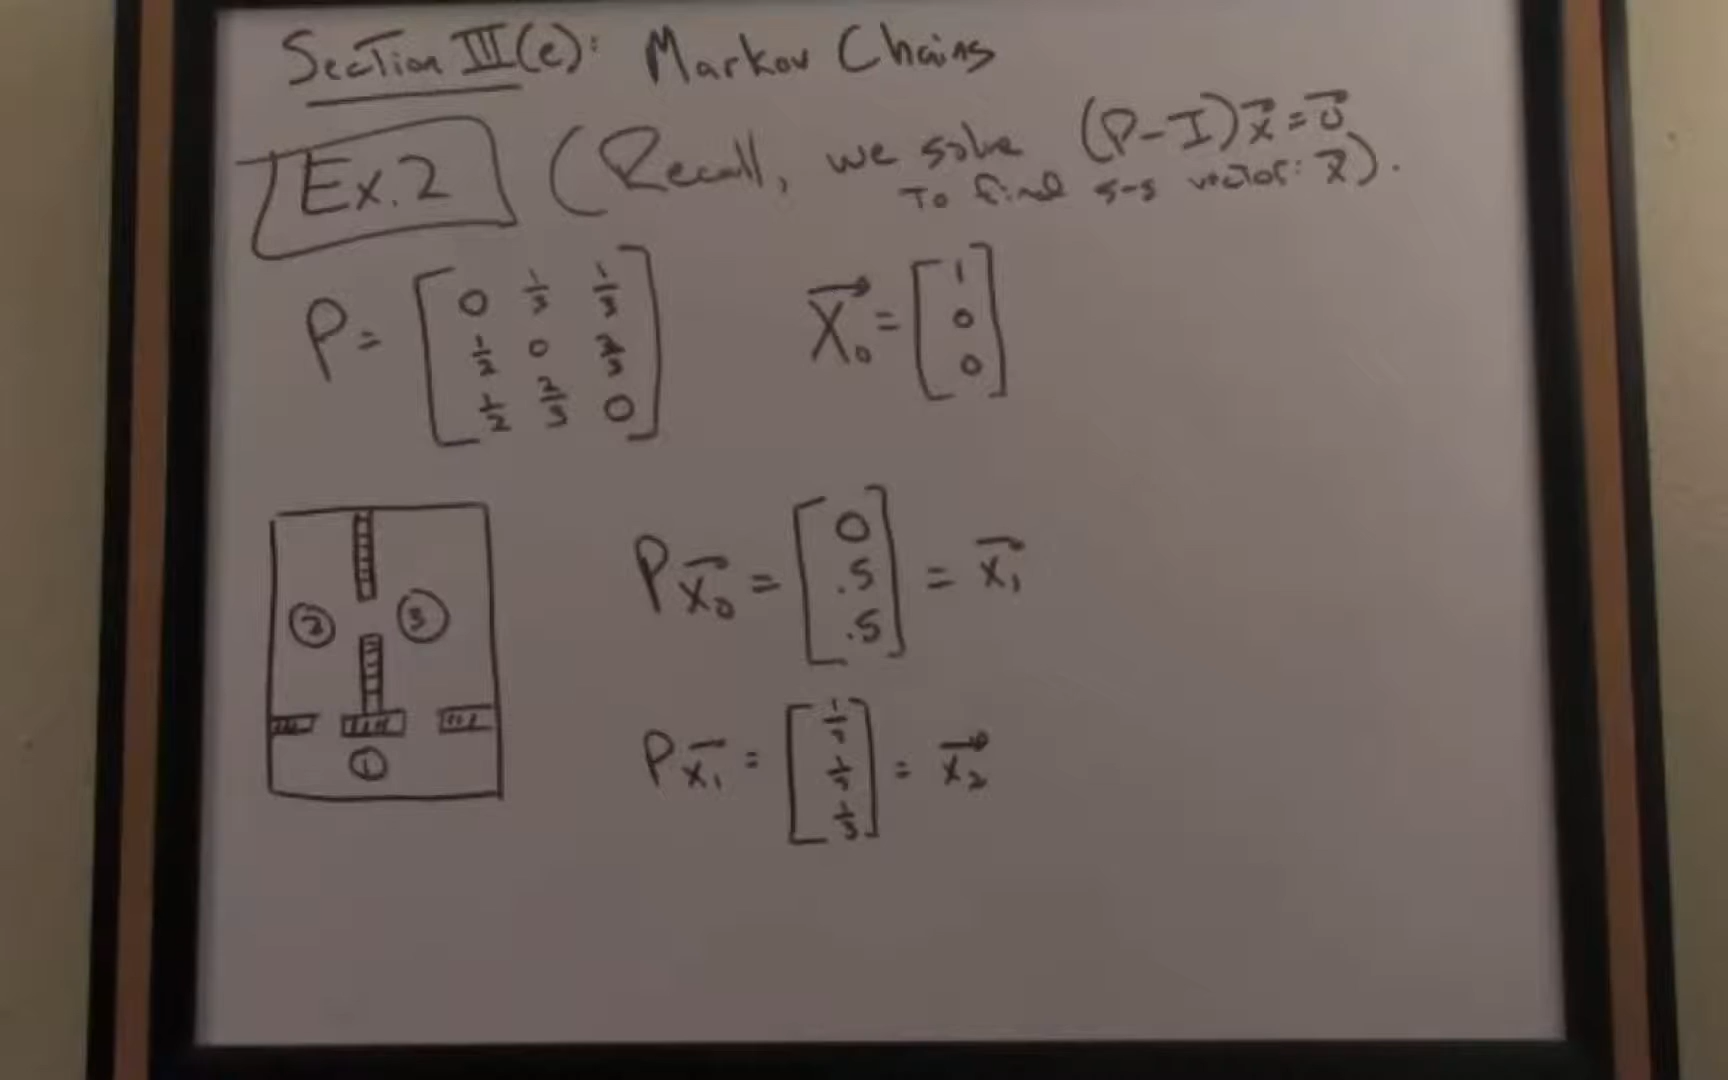 Section III(e): Markov Chains
Ex. 2 (Recall, we solve (P-I)x⃗ = 0⃗
To find s-s vector: x⃗).
P = [0 1/3 1/3
1/2 0 2/3
1/2 2/3 0]
X⃗₀ = [1
0
0]
② ③
①
Px⃗₀ = [0
.5
.5] = x⃗₁
Px⃗₁ = [1/3
1/3
1/3] = x⃗₂